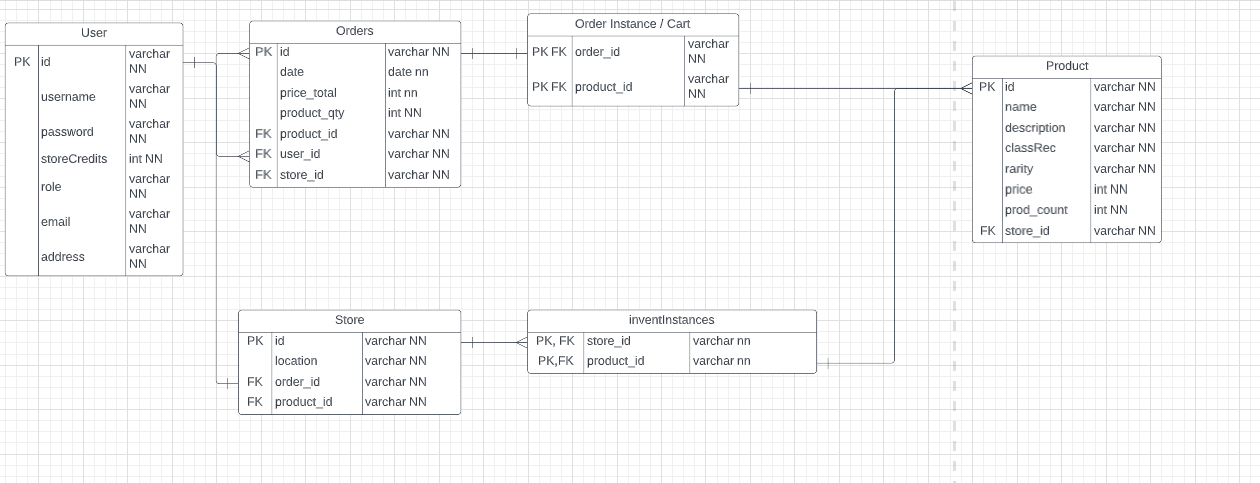 User
PK id varchar NN
username varchar NN
password varchar NN
storeCredits int NN
role varchar NN
email varchar NN
address varchar NN
Orders
PK id varchar NN
date date nn
price_total int nn
product_qty int NN
FK product_id varchar NN
FK user_id varchar NN
FK store_id varchar NN
Order Instance / Cart
PK FK order_id varchar NN
PK FK product_id varchar NN
Product
PK id varchar NN
name varchar NN
description varchar NN
classRec varchar NN
rarity varchar NN
price int NN
prod_count int NN
FK store_id varchar NN
Store
PK id varchar NN
location varchar NN
FK order_id varchar NN
FK product_id varchar NN
inventInstances
PK, FK store_id varchar nn
PK,FK product_id varchar nn